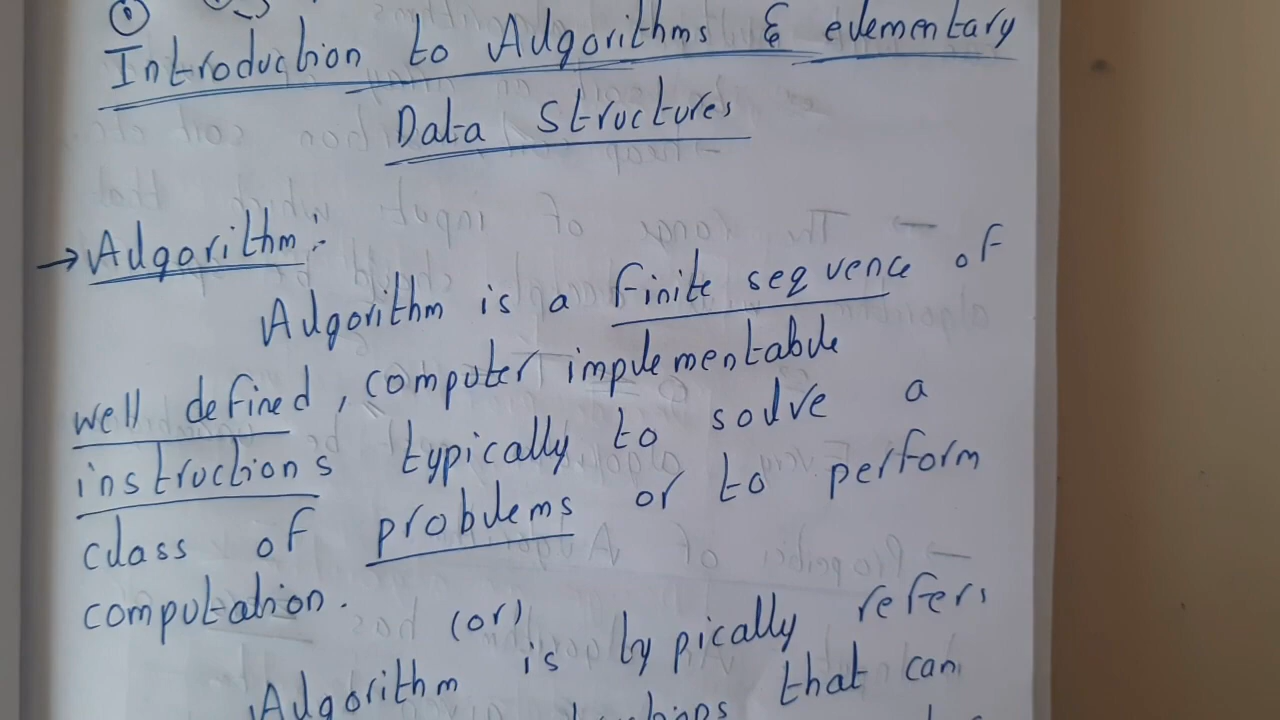 ①
Introduction to Algorithms & elementary
Data Structures
→ Algorithm :
Algorithm is a finite sequence of
well defined, computer implementable
instructions typically to solve a
class of problems or to perform
computation.
(or)
Algorithm is typically refers
that can